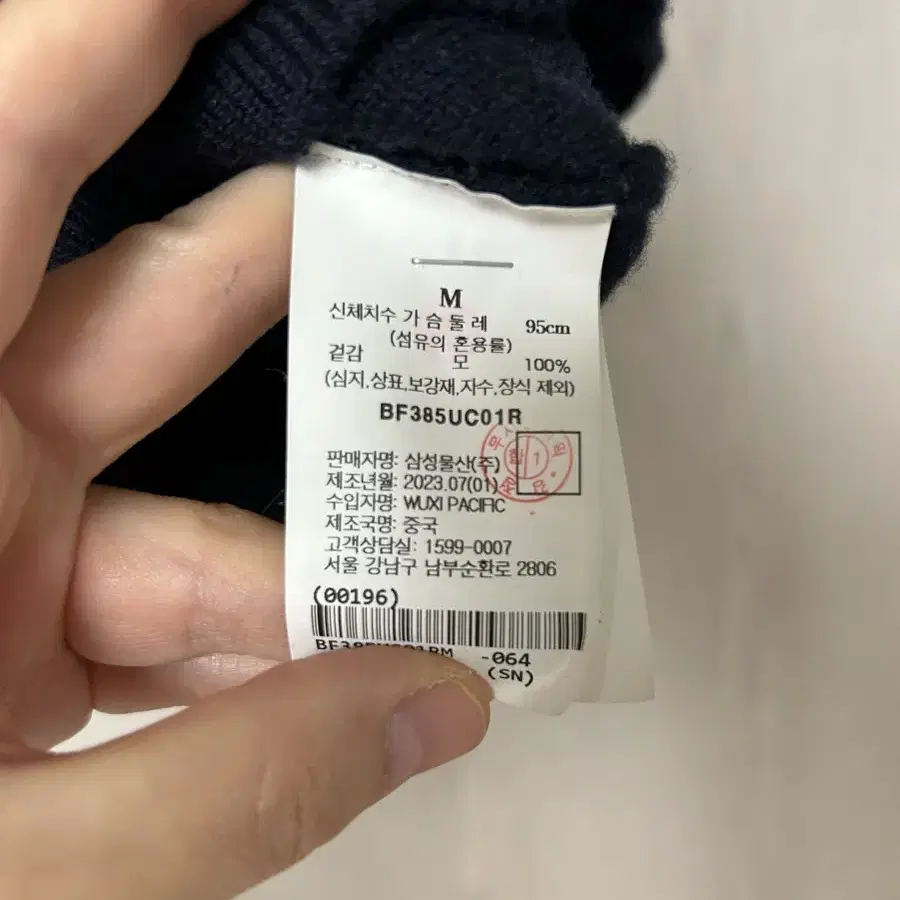 M
신체치수 가슴둘레 95cm
(섬유의 혼용률)
겉감 모 100%
(심지,상표,보강재,자수,장식 제외)
BF385UC01R
판매자명: 삼성물산(주)
제조년월: 2023.07(01)
수입자명: WUXI PACIFIC
제조국명: 중국
고객상담실: 1599-0007
서울 강남구 남부순환로 2806
(00196)
-064
(SN)